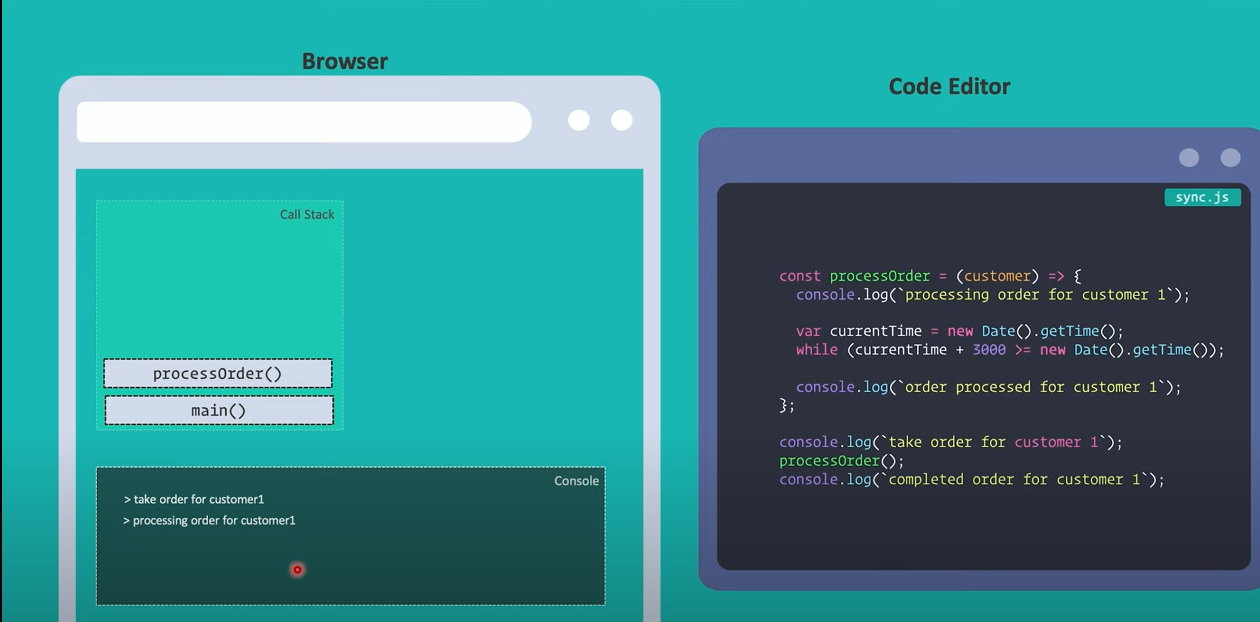 Browser
Call Stack
processOrder()
main()
Console
> take order for customer1
> processing order for customer1
Code Editor
sync.js
const processOrder = (customer) => {
  console.log(`processing order for customer 1`);
  var currentTime = new Date().getTime();
  while (currentTime + 3000 >= new Date().getTime());
  console.log(`order processed for customer 1`);
};
console.log(`take order for customer 1`);
processOrder();
console.log(`completed order for customer 1`);